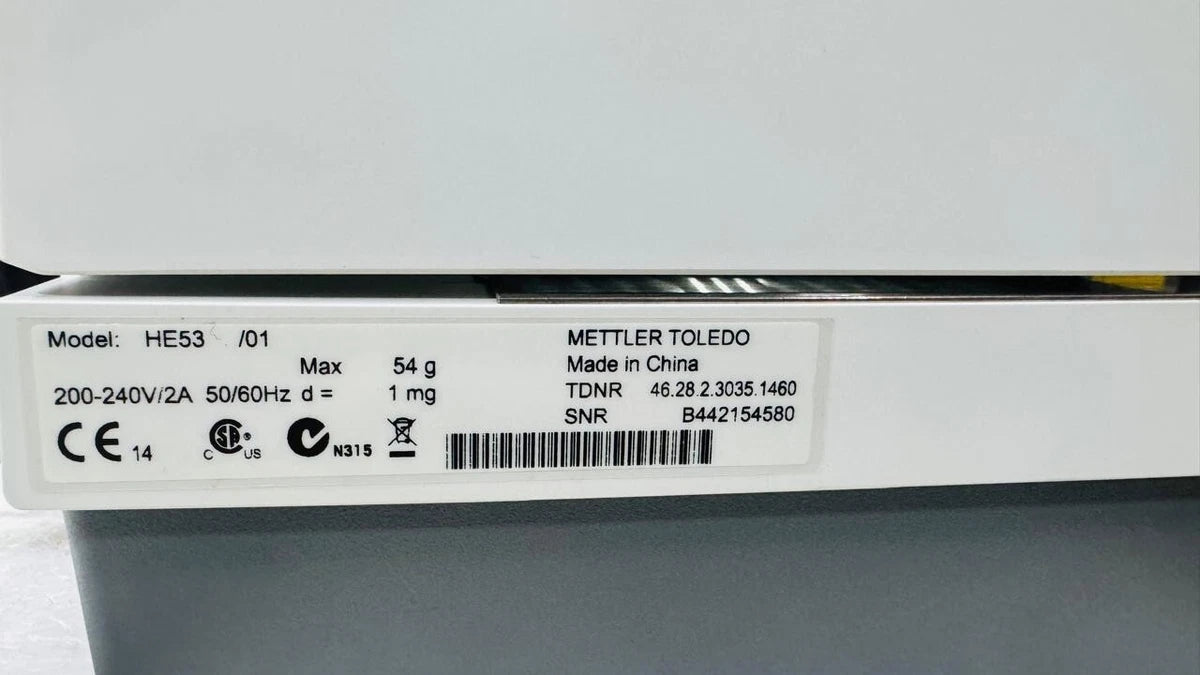 Model: HE53 /01
Max 54 g
200-240V/2A 50/60Hz d = 1 mg
CE 14
C SA ® US
N315
METTLER TOLEDO
Made in China
TDNR 46.28.2.3035.1460
SNR B442154580